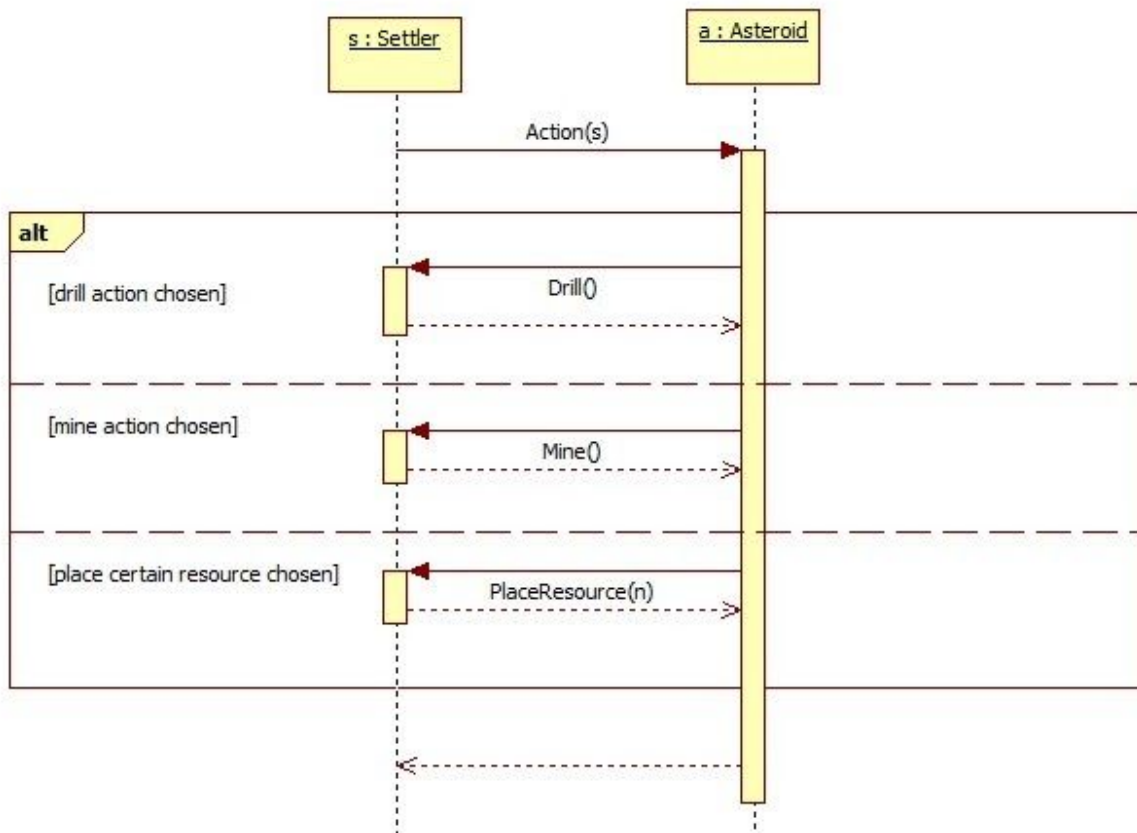 s : Settler
a : Asteroid
Action(s)
alt
[drill action chosen]
Drill()
[mine action chosen]
Mine()
[place certain resource chosen]
PlaceResource(n)